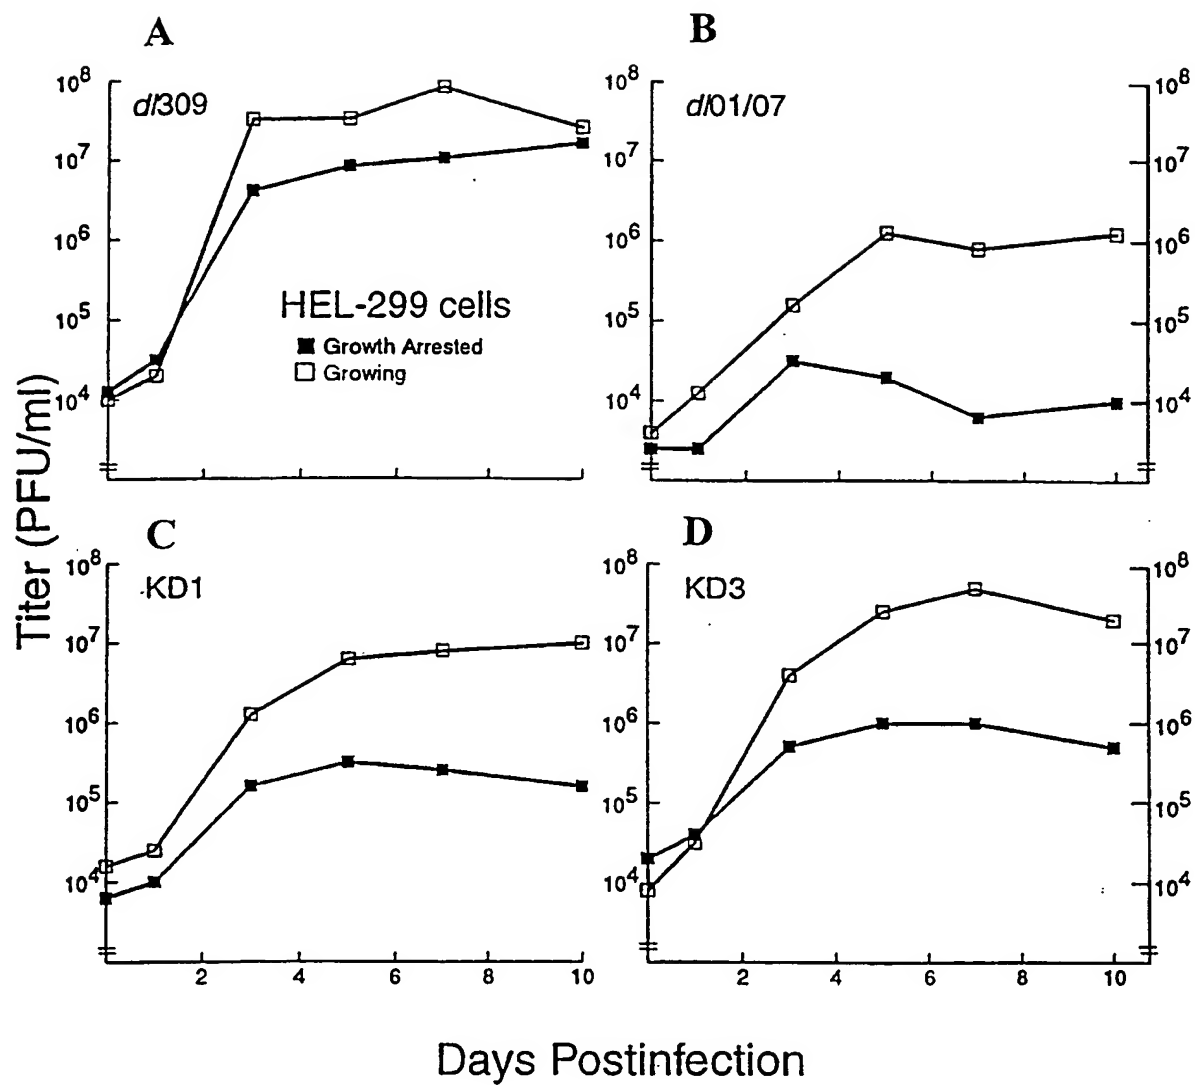 A
B
10⁸
10⁷
10⁶
10⁵
10⁴
dl309
HEL-299 cells
Growth Arrested
Growing
10⁸
10⁷
10⁶
10⁵
10⁴
dl01/07
10⁸
10⁷
10⁶
10⁵
10⁴
Titer (PFU/ml)
C
D
10⁸
10⁷
10⁶
10⁵
10⁴
KD1
2 4 6 8 10
10⁸
10⁷
10⁶
10⁵
10⁴
KD3
10⁸
10⁷
10⁶
10⁵
10⁴
2 4 6 8 10
Days Postinfection